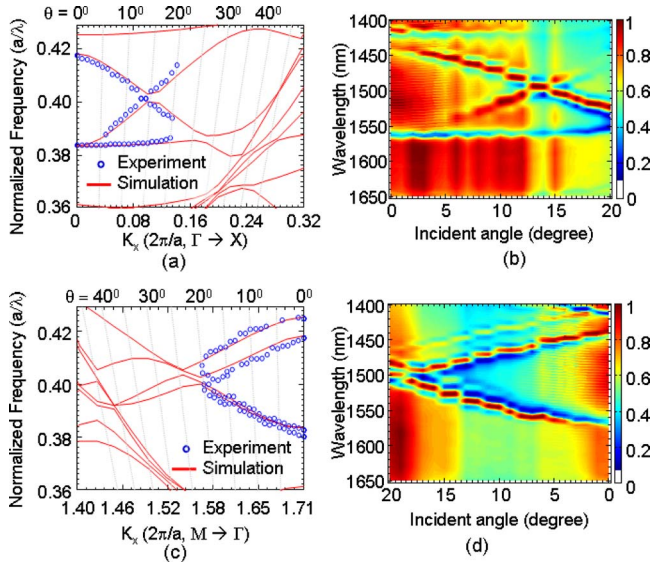 θ = 0⁰ 10⁰ 20⁰ 30⁰ 40⁰
Normalized Frequency (a/λ)
0.42
0.40
0.38
0.36
Experiment
Simulation
0 0.08 0.16 0.24 0.32
Kₓ (2π/a, Γ → X)
(a)
Wavelength (nm)
1400
1450
1500
1550
1600
1650
0 5 10 15 20
Incident angle (degree)
(b)
1
0.8
0.6
0.4
0.2
0
θ = 40⁰ 30⁰ 20⁰ 10⁰ 0⁰
Normalized Frequency (a/λ)
0.42
0.40
0.38
0.36
Experiment
Simulation
1.40 1.46 1.52 1.58 1.65 1.71
Kₓ (2π/a, M → Γ)
(c)
Wavelength (nm)
1400
1450
1500
1550
1600
1650
20 15 10 5 0
Incident angle (degree)
(d)
1
0.8
0.6
0.4
0.2
0